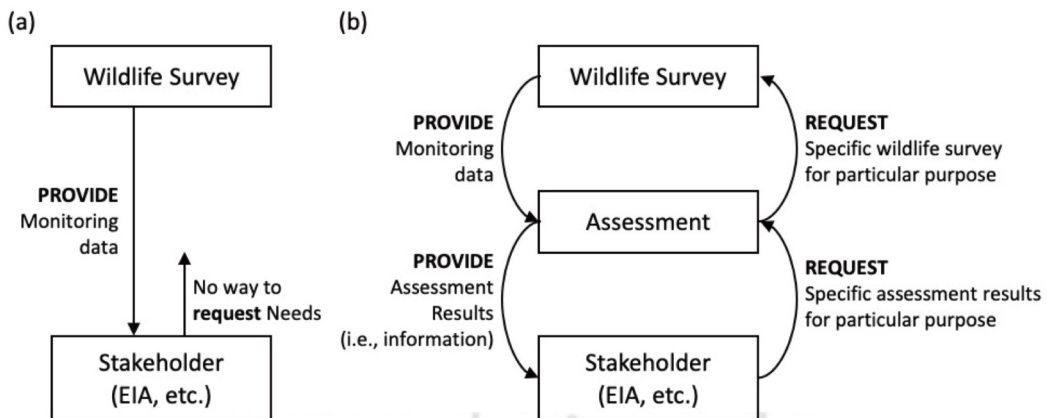 (a)
Wildlife Survey
PROVIDE
Monitoring
data
No way to
request Needs
Stakeholder
(EIA, etc.)
(b)
Wildlife Survey
PROVIDE
Monitoring
data
REQUEST
Specific wildlife survey
for particular purpose
Assessment
PROVIDE
Assessment
Results
(i.e., information)
REQUEST
Specific assessment results
for particular purpose
Stakeholder
(EIA, etc.)